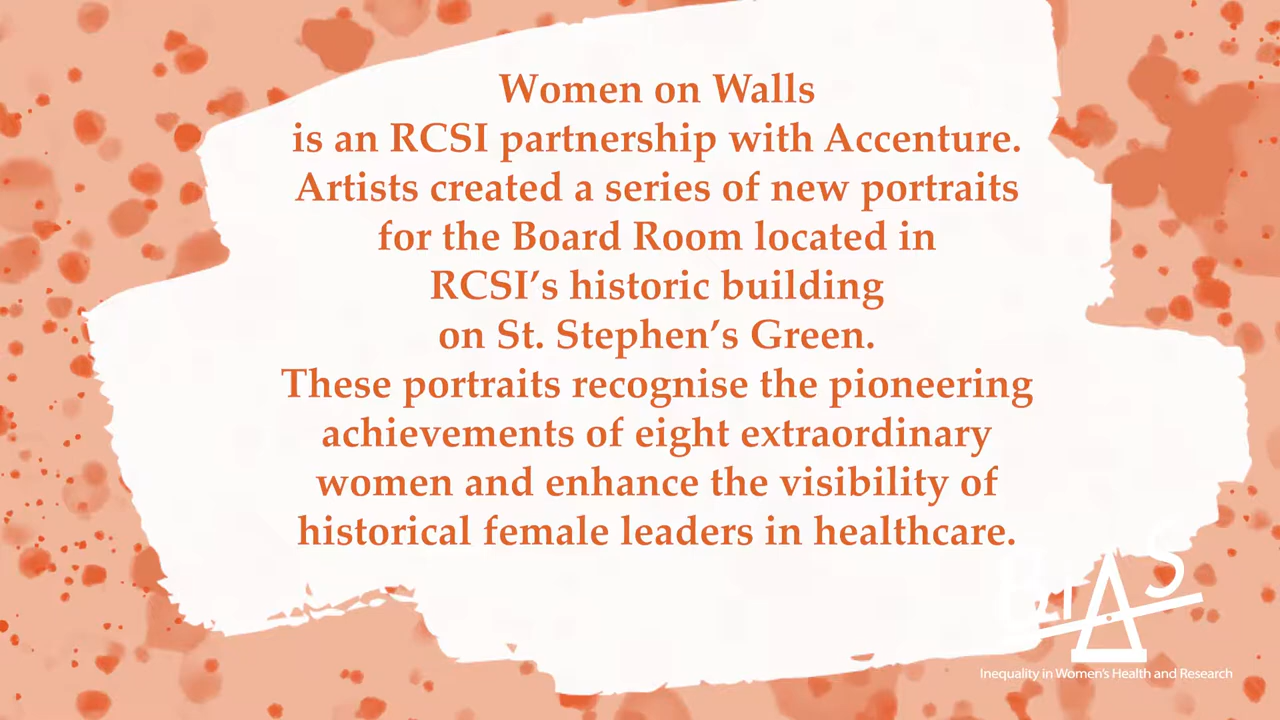 Women on Walls
is an RCSI partnership with Accenture.
Artists created a series of new portraits
for the Board Room located in
RCSI’s historic building
on St. Stephen’s Green.
These portraits recognise the pioneering
achievements of eight extraordinary
women and enhance the visibility of
historical female leaders in healthcare.
BIAS
Inequality in Women's Health and Research